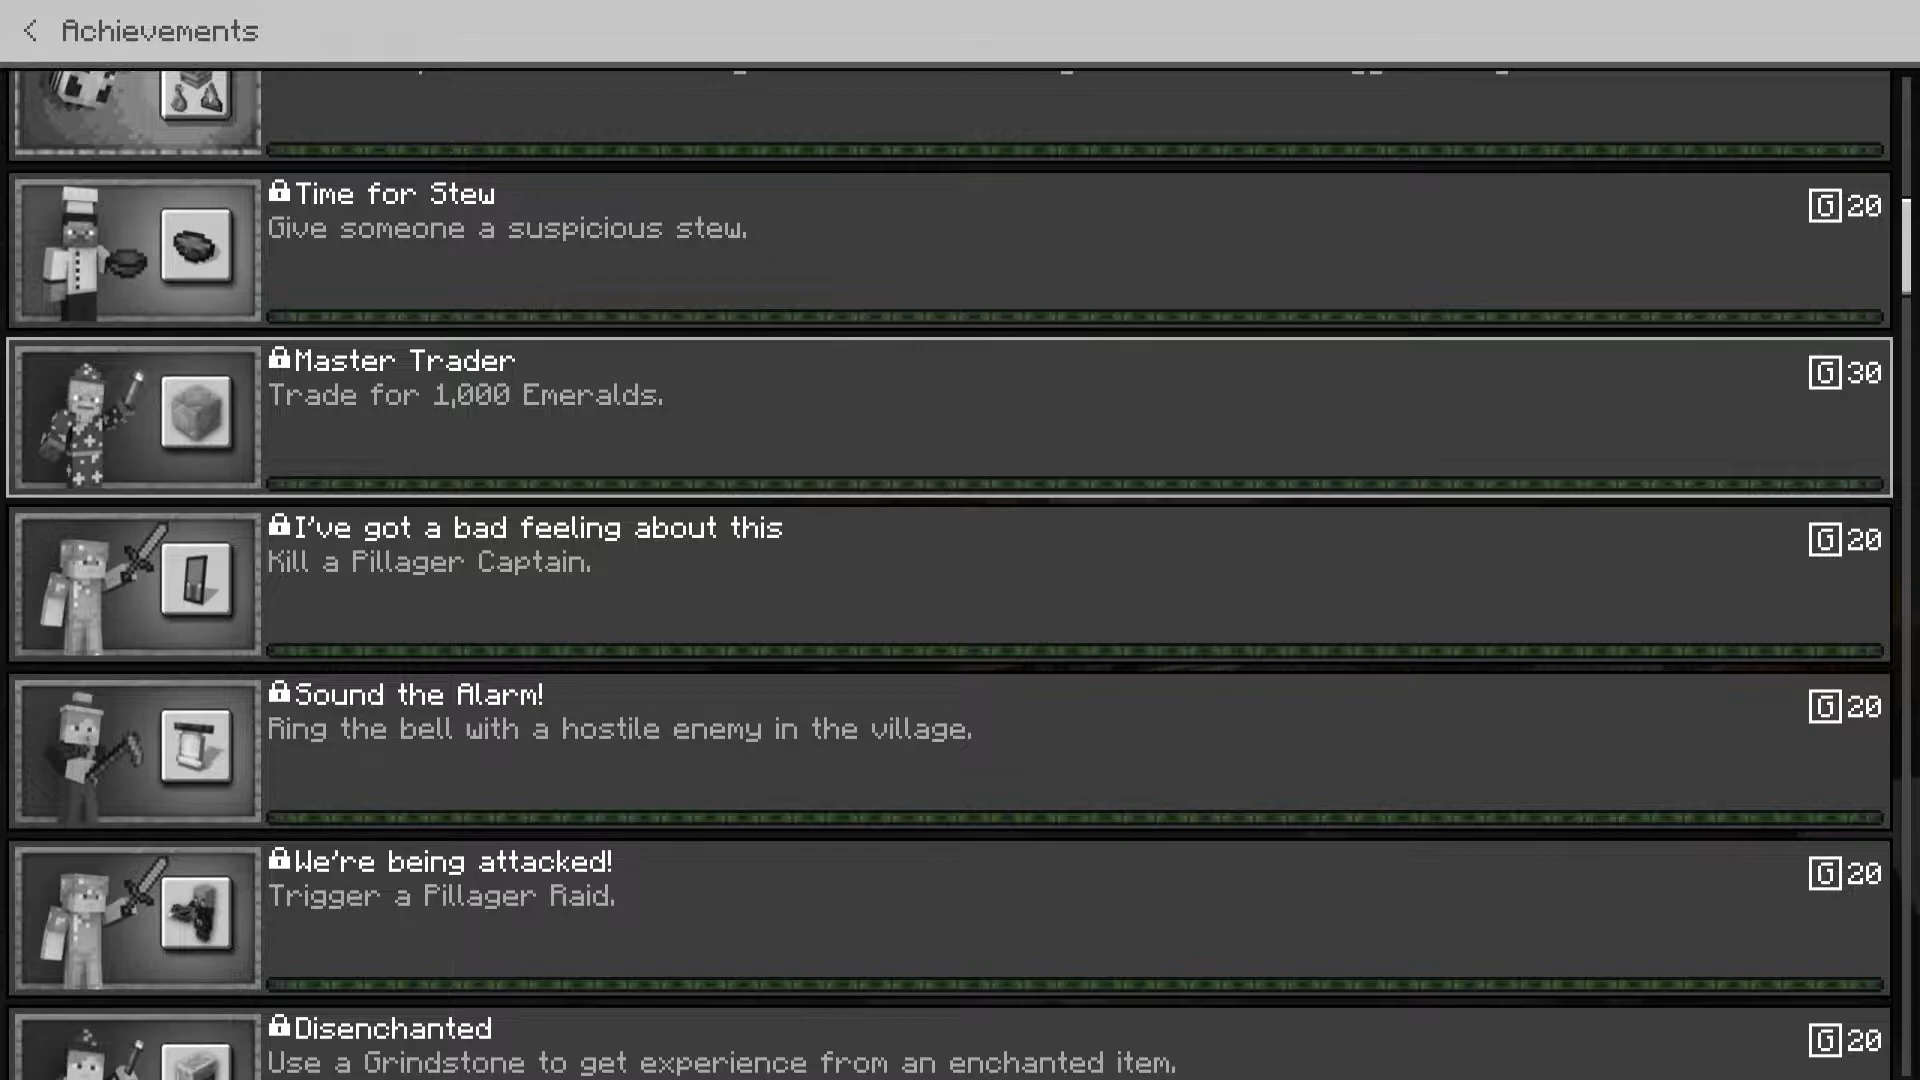 Achievements
Time for Stew
G 20
Give someone a suspicious stew.
Master Trader
G 30
Trade for 1,000 Emeralds.
I've got a bad feeling about this
G 20
Kill a Pillager Captain.
Sound the Alarm!
G 20
Ring the bell with a hostile enemy in the village.
We're being attacked!
G 20
Trigger a Pillager Raid.
Disenchanted
G 20
Use a Grindstone to get experience from an enchanted item.